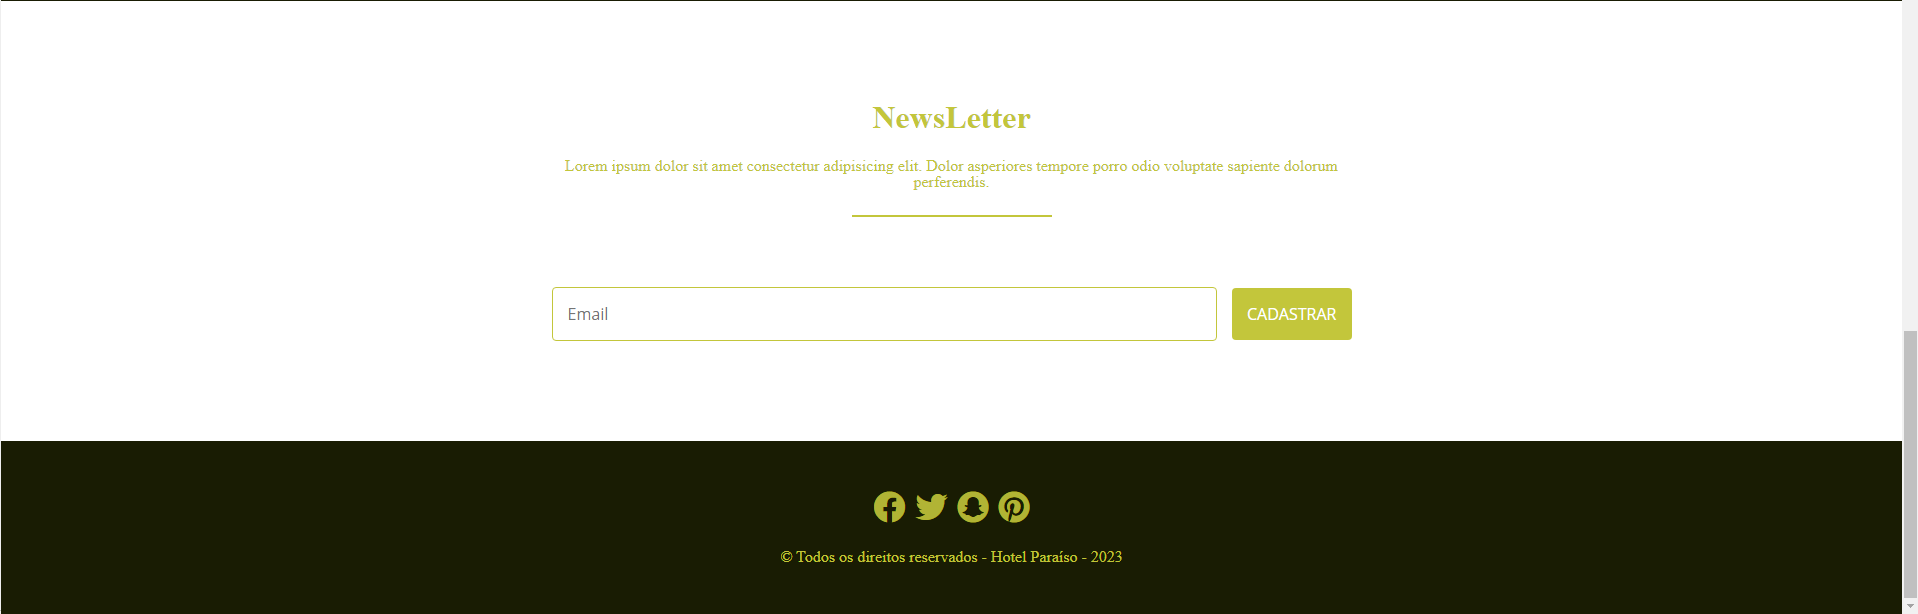 NewsLetter
Lorem ipsum dolor sit amet consectetur adipisicing elit. Dolor asperiores tempore porro odio voluptate sapiente dolorum
perferendis.
Email
CADASTRAR
© Todos os direitos reservados - Hotel Paraíso - 2023